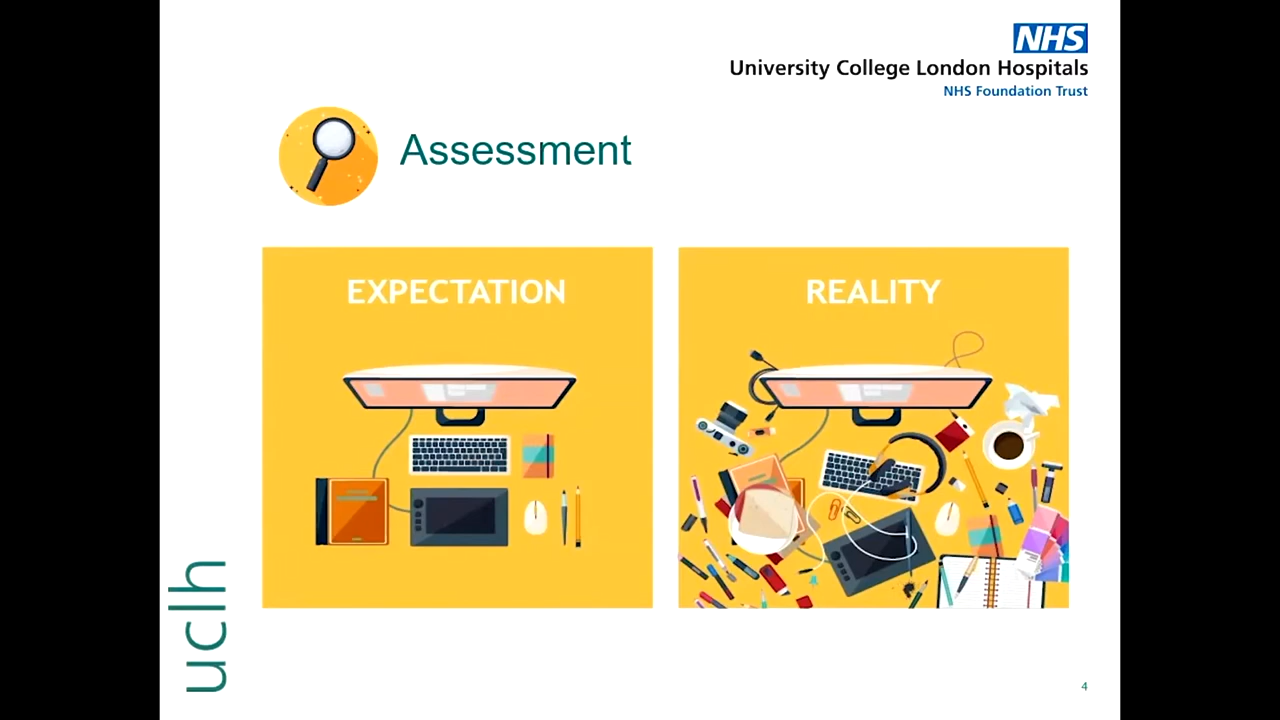 NHS
University College London Hospitals
NHS Foundation Trust
Assessment
EXPECTATION
REALITY
uclh
4